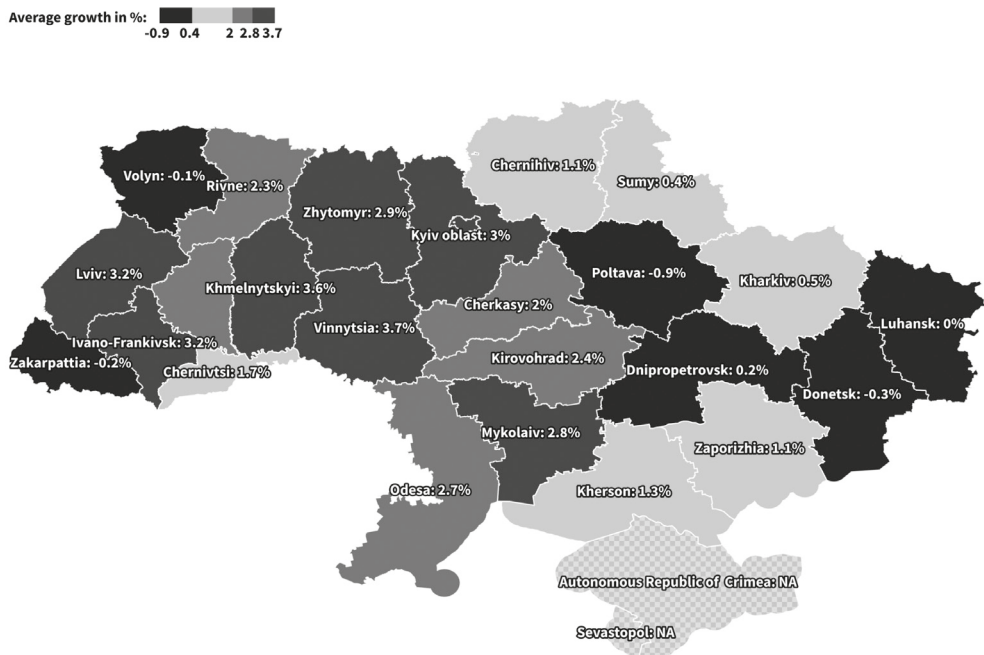 Average growth in %:
-0.9 0.4 2 2.8 3.7
Chernihiv: 1.1%
Volyn: -0.1%
Rivne: 2.3%
Sumy: 0.4%
Zhytomyr: 2.9%
Kyiv oblast: 3%
Lviv: 3.2%
Poltava: -0.9%
Kharkiv: 0.5%
Khmelnytskyi: 3.6%
Cherkasy: 2%
Vinnytsia: 3.7%
Luhansk: 0%
Ivano-Frankivsk: 3.2%
Zakarpattia: -0.2%
Chernivtsi: 1.7%
Kirovohrad: 2.4%
Dnipropetrovsk: 0.2%
Donetsk: -0.3%
Mykolaiv: 2.8%
Zaporizhia: 1.1%
Odesa: 2.7%
Kherson: 1.3%
Autonomous Republic of Crimea: NA
Sevastopol: NA